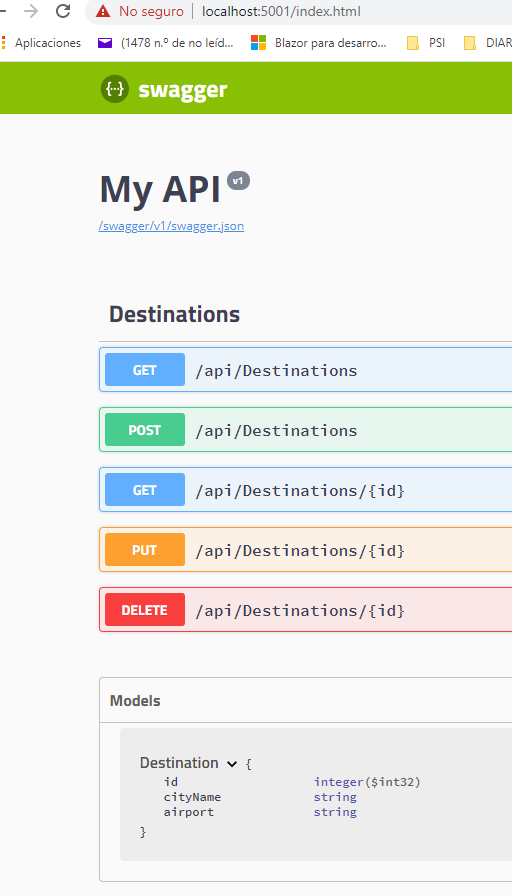 No seguro | localhost:5001/index.html
Aplicaciones (1478 n.º de no leíd... Blazor para desarro... PSI DIAR
{··} swagger
My API v1
/swagger/v1/swagger.json
Destinations
GET /api/Destinations
POST /api/Destinations
GET /api/Destinations/{id}
PUT /api/Destinations/{id}
DELETE /api/Destinations/{id}
Models
Destination {
id integer($int32)
cityName string
airport string
}